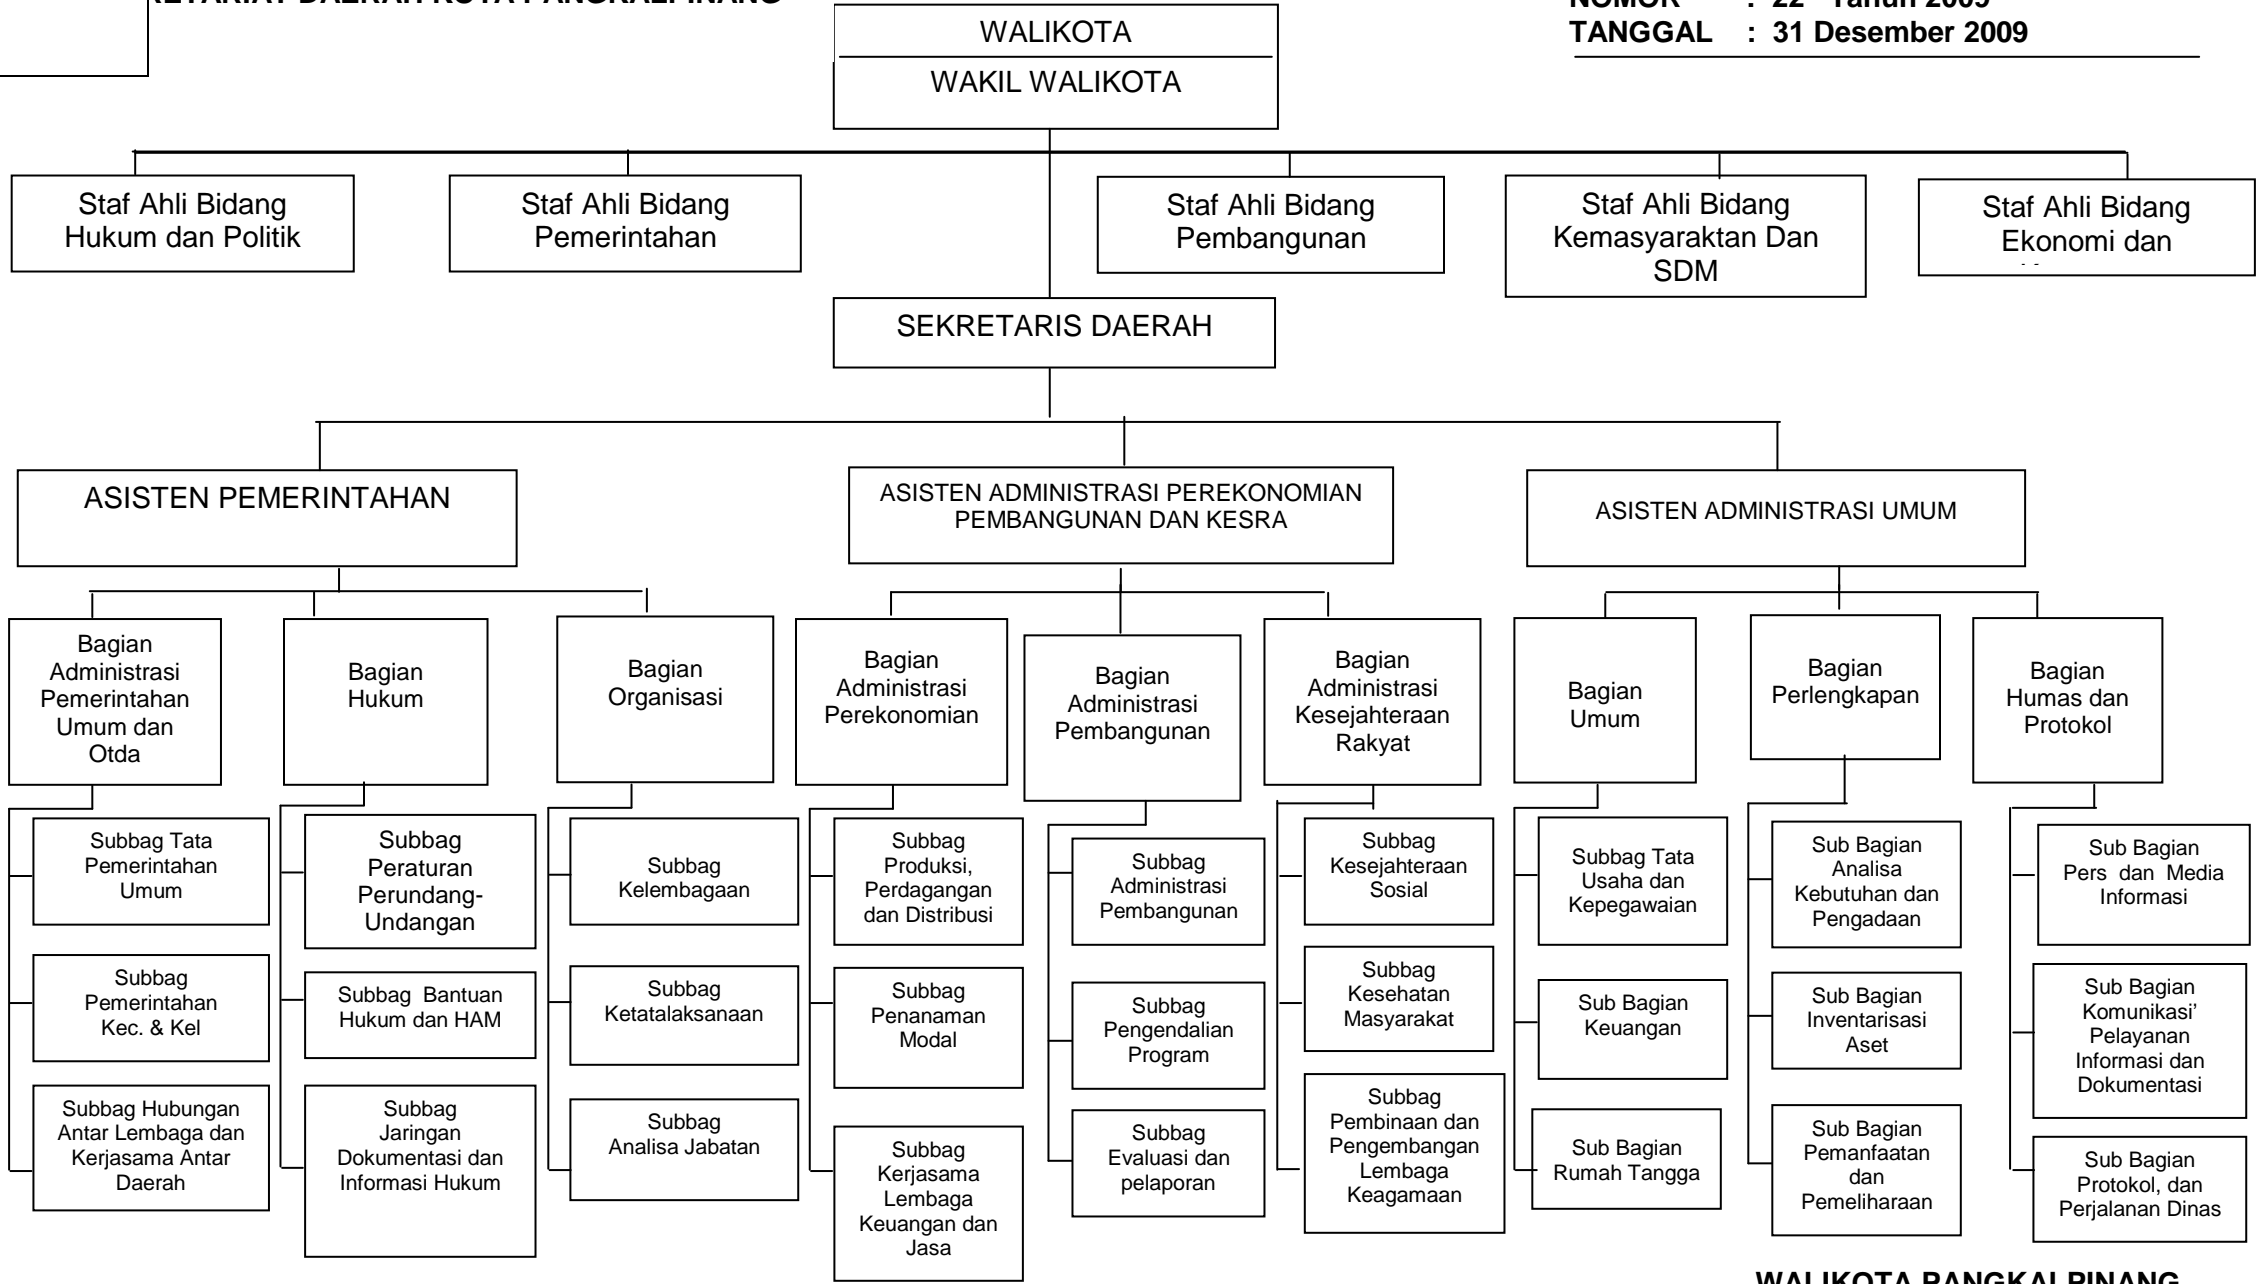 DAERAH KOTA PANGKALPINANG
NOMOR : 22 Tahun 2009
TANGGAL : 31 Desember 2009
WALIKOTA
WAKIL WALIKOTA
Staf Ahli Bidang
Hukum dan Politik
Staf Ahli Bidang
Pemerintahan
Staf Ahli Bidang
Pembangunan
Staf Ahli Bidang
Kemasyaraktan Dan
SDM
Staf Ahli Bidang
Ekonomi dan
SEKRETARIS DAERAH
ASISTEN PEMERINTAHAN
ASISTEN ADMINISTRASI PEREKONOMIAN
PEMBANGUNAN DAN KESRA
ASISTEN ADMINISTRASI UMUM
Bagian
Administrasi
Pemerintahan
Umum dan
Otda
Bagian
Hukum
Bagian
Organisasi
Bagian
Administrasi
Perekonomian
Bagian
Administrasi
Pembangunan
Bagian
Administrasi
Kesejahteraan
Rakyat
Bagian
Umum
Bagian
Perlengkapan
Bagian
Humas dan
Protokol
Subbag Tata
Pemerintahan
Umum
Subbag
Pemerintahan
Kec. & Kel
Subbag Hubungan
Antar Lembaga dan
Kerjasama Antar
Daerah
Subbag
Peraturan
Perundang-
Undangan
Subbag Bantuan
Hukum dan HAM
Subbag
Jaringan
Dokumentasi dan
Informasi Hukum
Subbag
Kelembagaan
Subbag
Ketatalaksanaan
Subbag
Analisa Jabatan
Subbag
Produksi,
Perdagangan
dan Distribusi
Subbag
Penanaman
Modal
Subbag
Kerjasama
Lembaga
Keuangan dan
Jasa
Subbag
Administrasi
Pembangunan
Subbag
Pengendalian
Program
Subbag
Evaluasi dan
pelaporan
Subbag
Kesejahteraan
Sosial
Subbag
Kesehatan
Masyarakat
Subbag
Pembinaan dan
Pengembangan
Lembaga
Keagamaan
Subbag Tata
Usaha dan
Kepegawaian
Sub Bagian
Keuangan
Sub Bagian
Rumah Tangga
Sub Bagian
Analisa
Kebutuhan dan
Pengadaan
Sub Bagian
Inventarisasi
Aset
Sub Bagian
Pemanfaatan
dan
Pemeliharaan
Sub Bagian
Pers dan Media
Informasi
Sub Bagian
Komunikasi’
Pelayanan
Informasi dan
Dokumentasi
Sub Bagian
Protokol, dan
Perjalanan Dinas
WALIKOTA PANGKALPINANG